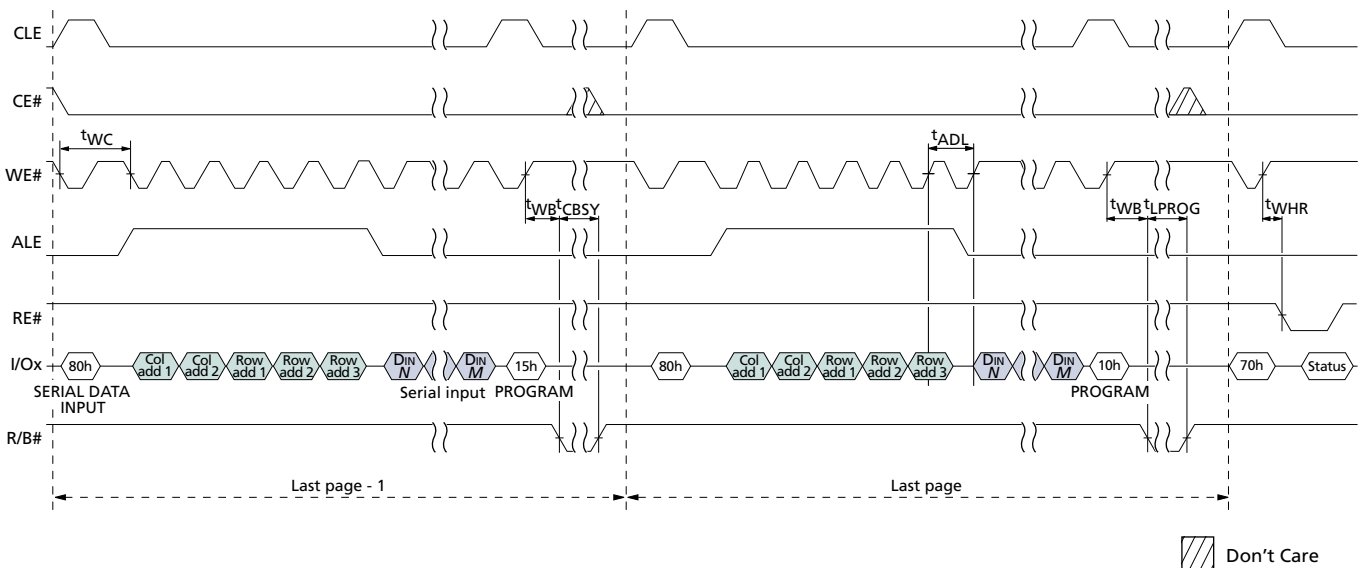 CLE
CE#
tWC
tADL
WE#
tWB tCBSY
tWB tLPROG
tWHR
ALE
RE#
I/Ox
80h
Col add 1
Col add 2
Row add 1
Row add 2
Row add 3
DIN N
DIN M
15h
80h
Col add 1
Col add 2
Row add 1
Row add 2
Row add 3
DIN N
DIN M
10h
70h
Status
SERIAL DATA
INPUT
Serial input
PROGRAM
PROGRAM
R/B#
Last page - 1
Last page
Don't Care